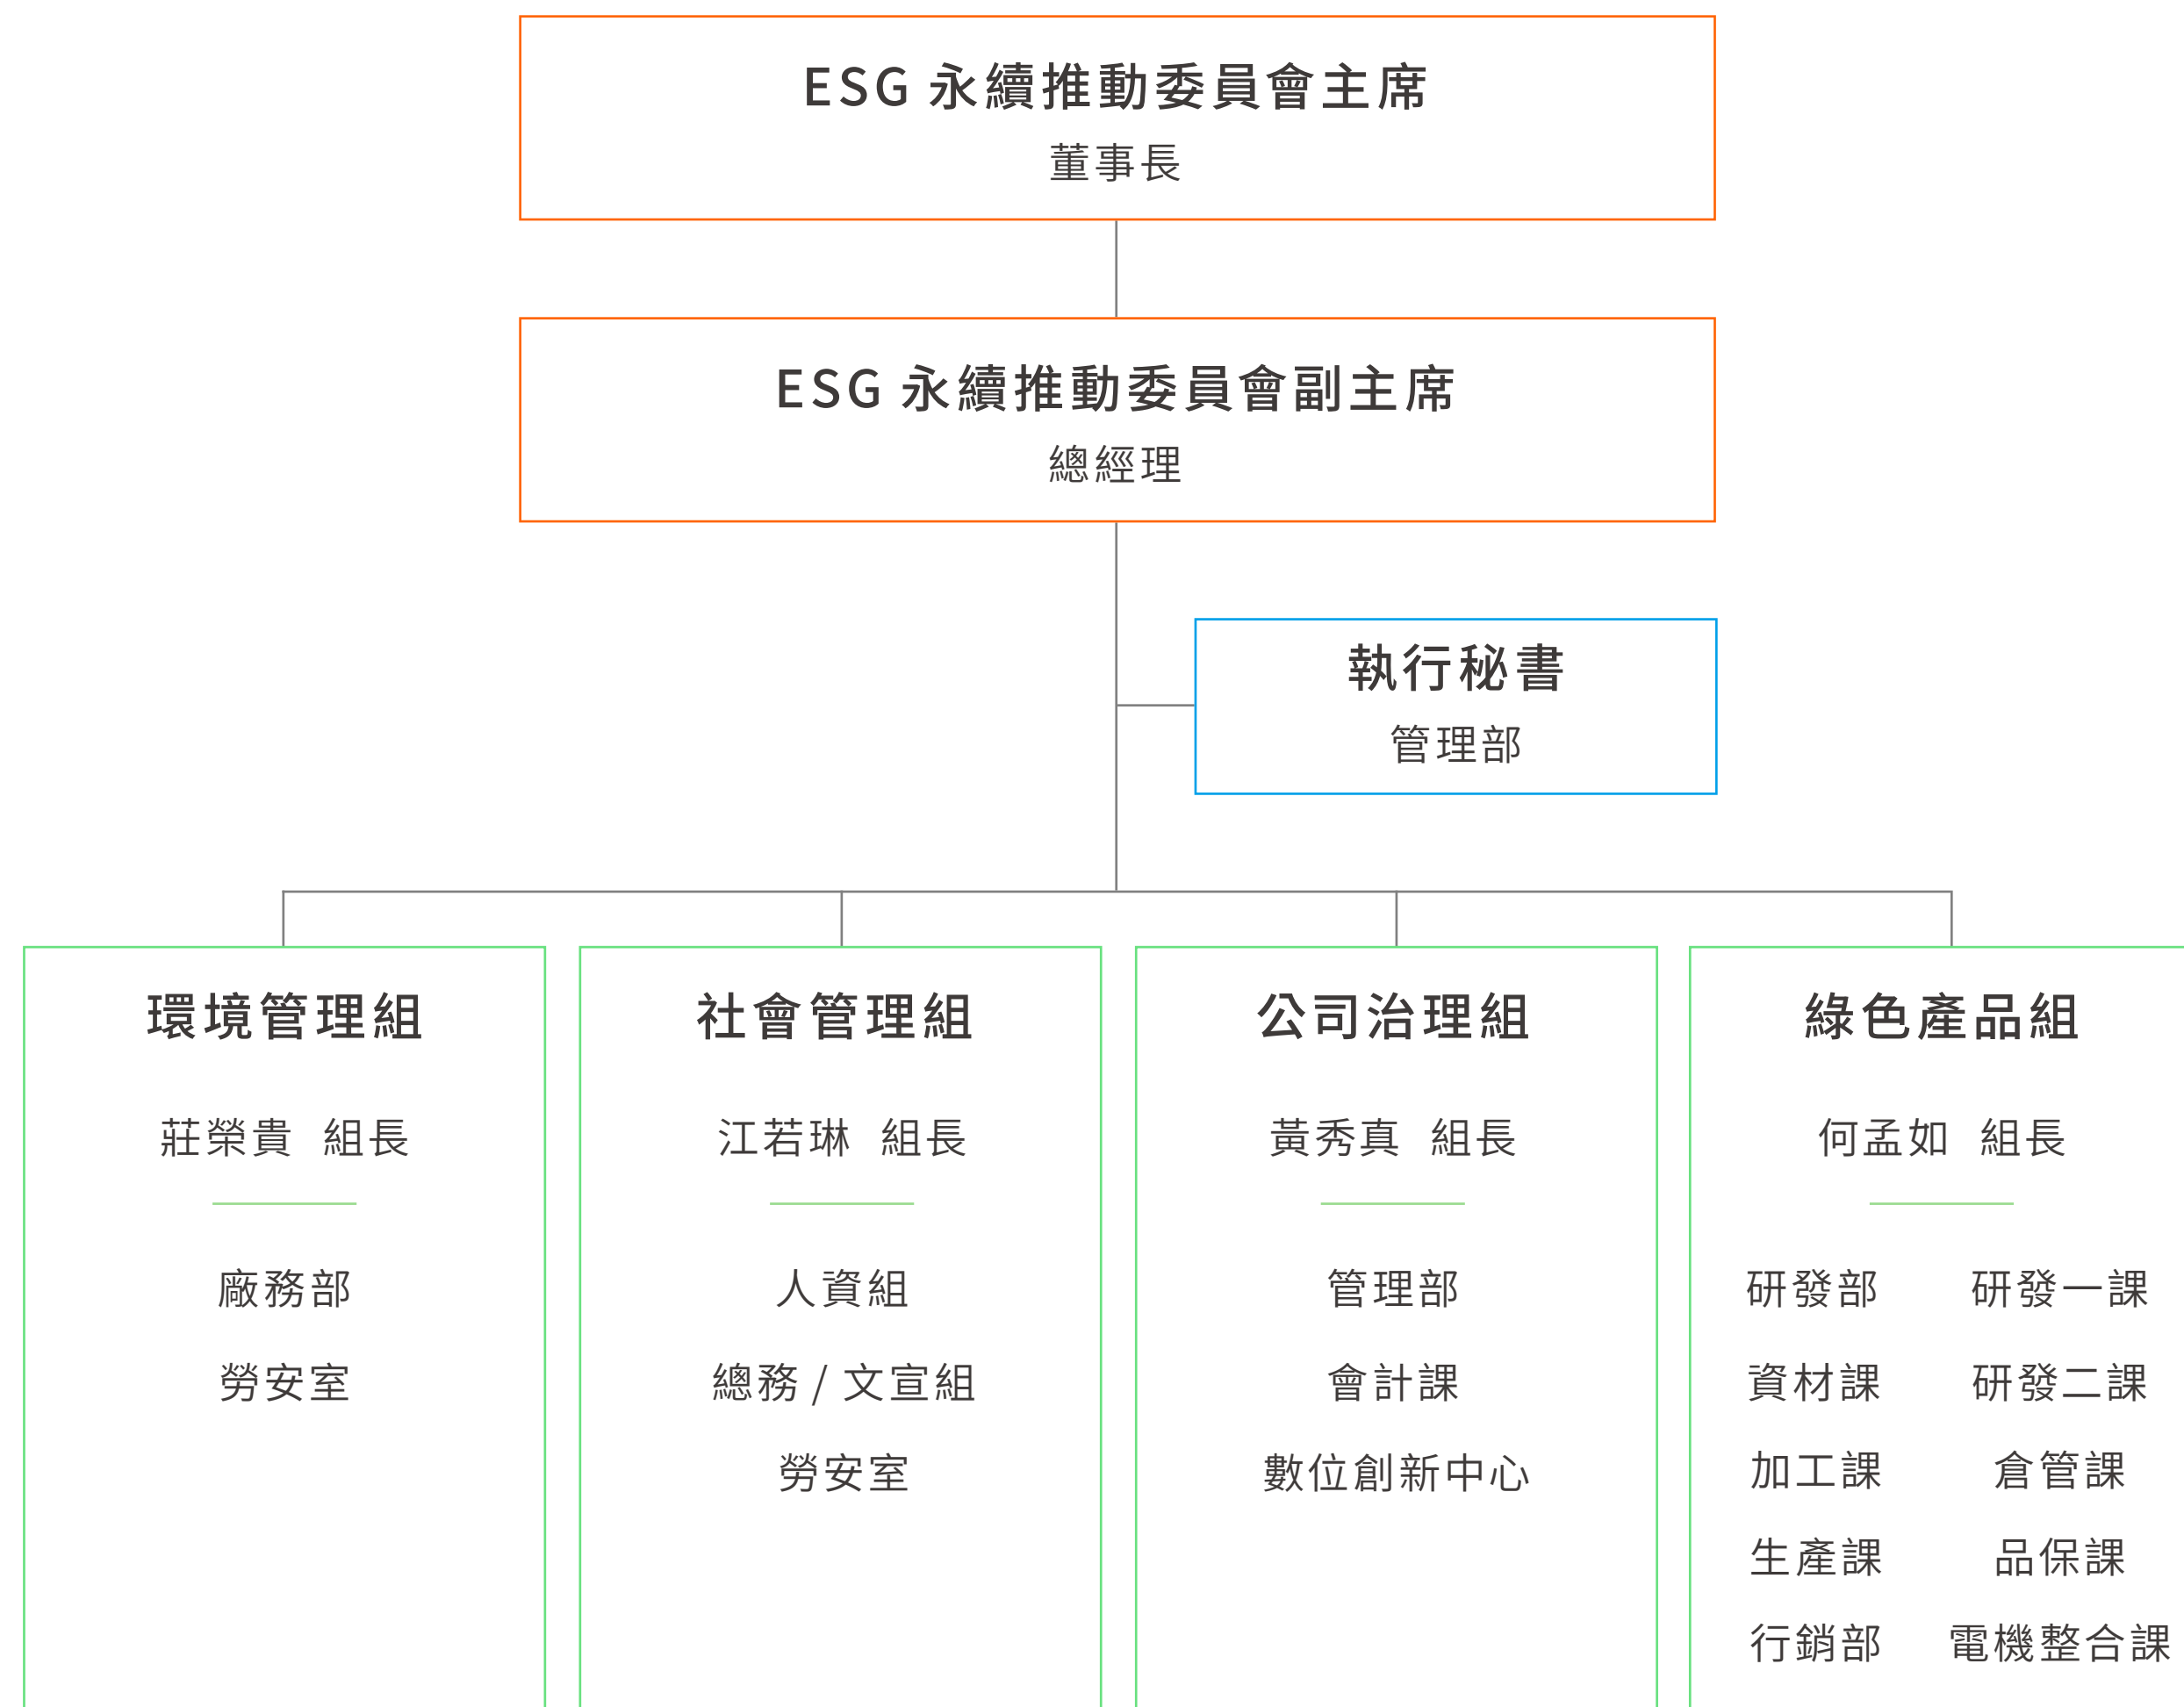 ESG 永續推動委員會主席
董事長
ESG 永續推動委員會副主席
總經理
執行秘書
管理部
環境管理組
莊榮貴 組長
廠務部
勞安室
社會管理組
江若琳 組長
人資組
總務 / 文宣組
勞安室
公司治理組
黃秀真 組長
管理部
會計課
數位創新中心
綠色產品組
何孟如 組長
研發部 研發一課
資材課 研發二課
加工課 倉管課
生產課 品保課
行銷部 電機整合課